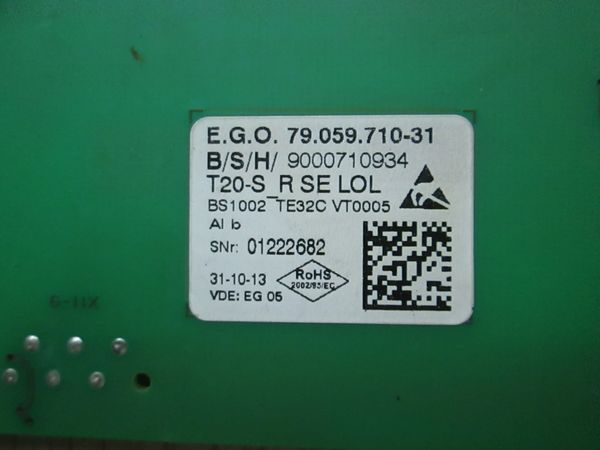 E.G.O. 79.059.710-31
B/S/H/ 9000710934
T20-S_R SE LOL
BS1002_TE32C VT0005
AI b
SNr: 01222682
31-10-13
RoHS
2002/95/EC
VDE: EG 05